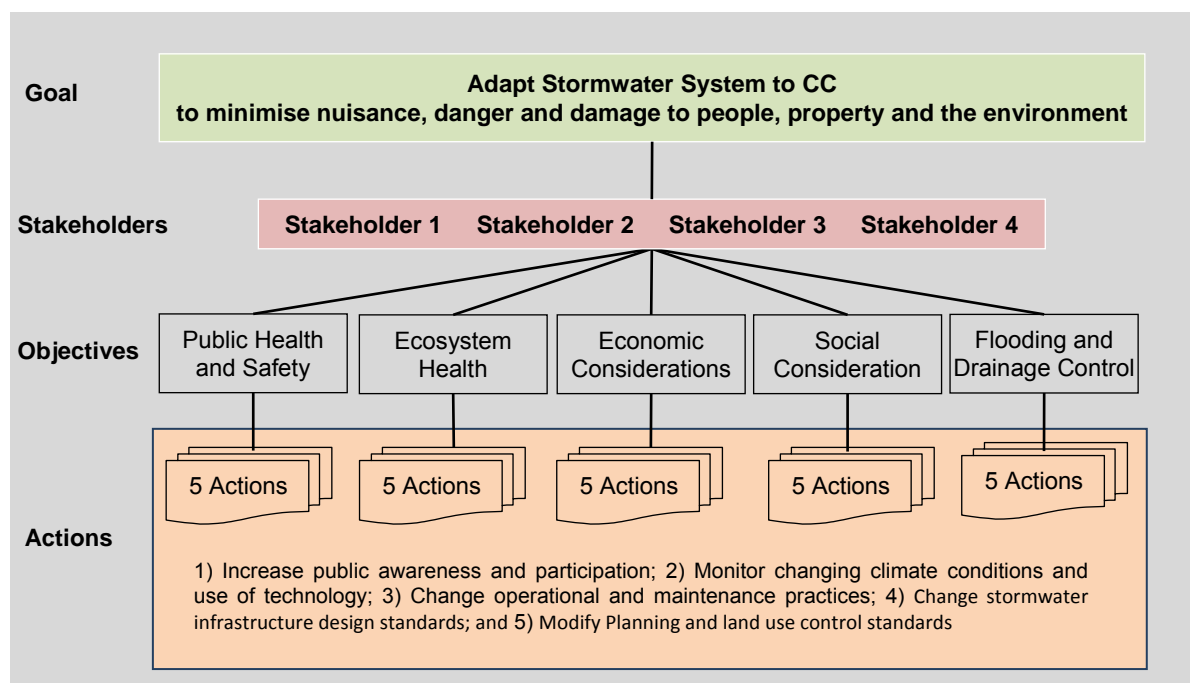 Goal
Adapt Stormwater System to CC
to minimise nuisance, danger and damage to people, property and the environment
Stakeholders
Stakeholder 1 Stakeholder 2 Stakeholder 3 Stakeholder 4
Objectives
Public Health
and Safety
Ecosystem
Health
Economic
Considerations
Social
Consideration
Flooding and
Drainage Control
5 Actions
5 Actions
5 Actions
5 Actions
5 Actions
Actions
1) Increase public awareness and participation; 2) Monitor changing climate conditions and
use of technology; 3) Change operational and maintenance practices; 4) Change stormwater
infrastructure design standards; and 5) Modify Planning and land use control standards